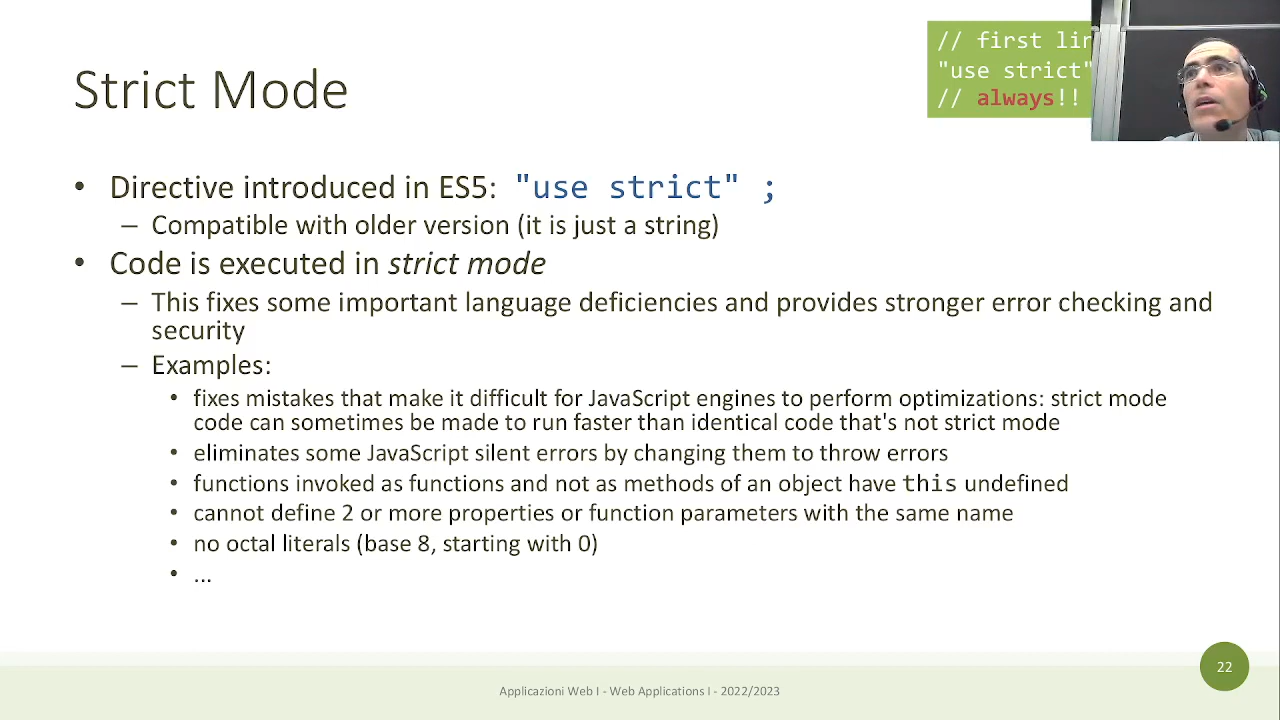 Strict Mode
// first
"use strict"
// always!!
• Directive introduced in ES5: "use strict" ;
– Compatible with older version (it is just a string)
• Code is executed in strict mode
– This fixes some important language deficiencies and provides stronger error checking and
security
– Examples:
• fixes mistakes that make it difficult for JavaScript engines to perform optimizations: strict mode
code can sometimes be made to run faster than identical code that's not strict mode
• eliminates some JavaScript silent errors by changing them to throw errors
• functions invoked as functions and not as methods of an object have this undefined
• cannot define 2 or more properties or function parameters with the same name
• no octal literals (base 8, starting with 0)
• ...
Applicazioni Web I - Web Applications I - 2022/2023
22